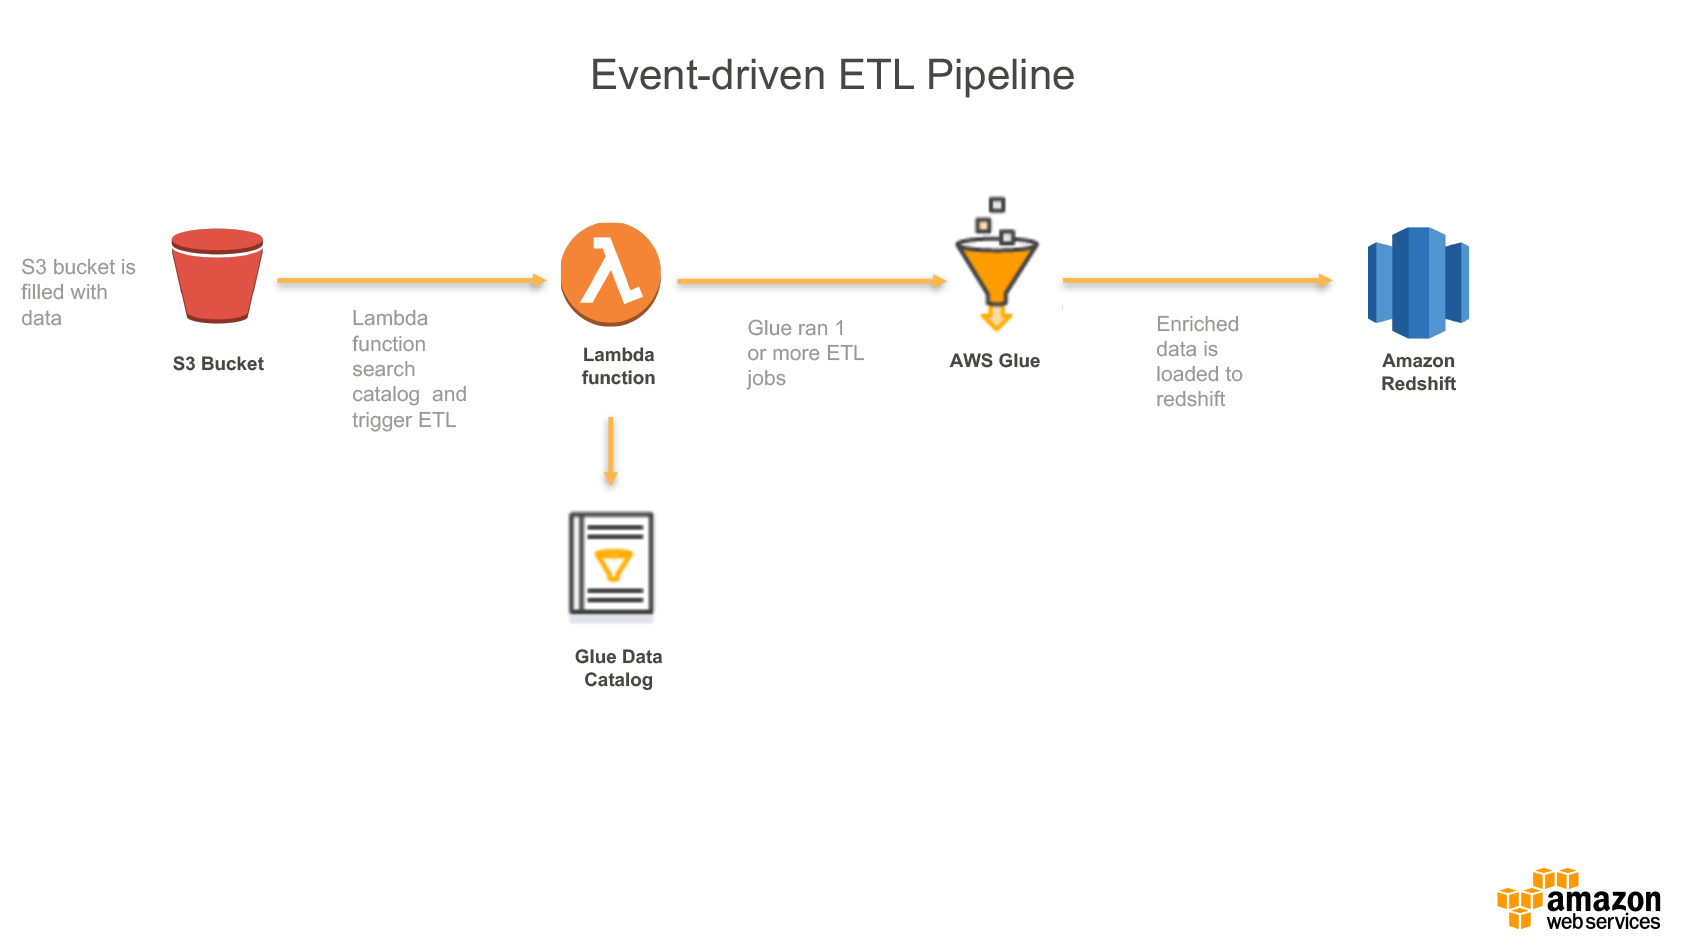 Event-driven ETL Pipeline
S3 bucket is
filled with
data
S3 Bucket
Lambda
function
search
catalog  and
trigger ETL
Lambda
function
Glue ran 1
or more ETL
jobs
AWS Glue
Enriched
data is
loaded to
redshift
Amazon
Redshift
Glue Data
Catalog
amazon
webservices